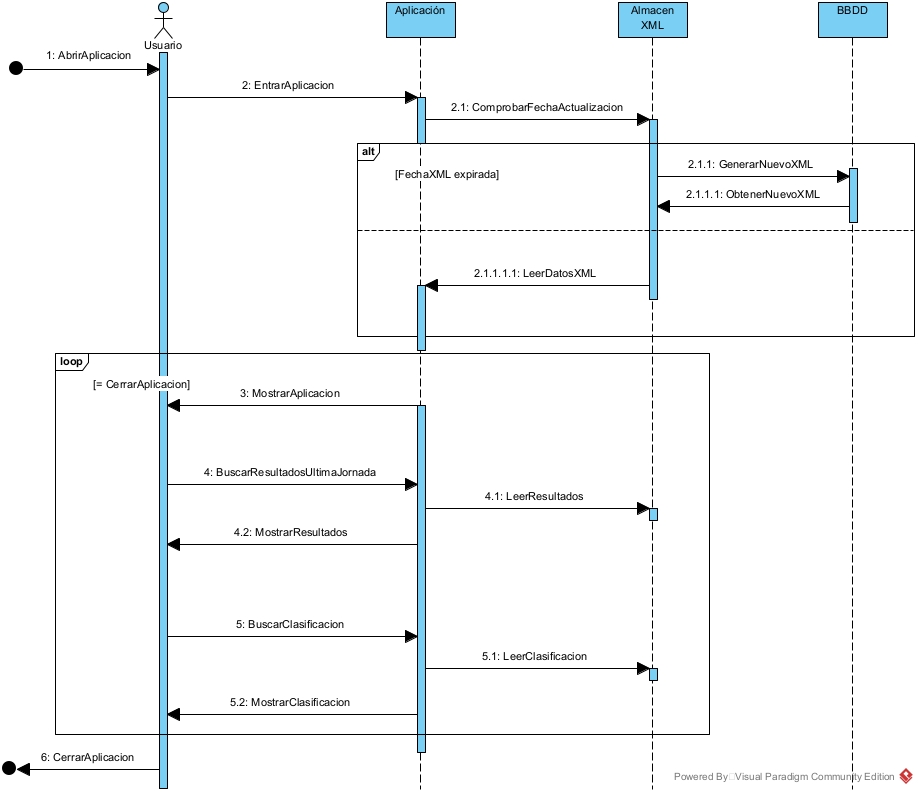 Usuario
Aplicación
Almacen
XML
BBDD
1: AbrirAplicacion
2: EntrarAplicacion
2.1: ComprobarFechaActualizacion
alt
[FechaXML expirada]
2.1.1: GenerarNuevoXML
2.1.1.1: ObtenerNuevoXML
2.1.1.1.1: LeerDatosXML
loop
[= CerrarAplicacion]
3: MostrarAplicacion
4: BuscarResultadosUltimaJornada
4.1: LeerResultados
4.2: MostrarResultados
5: BuscarClasificacion
5.1: LeerClasificacion
5.2: MostrarClasificacion
6: CerrarAplicacion
Powered By Visual Paradigm Community Edition